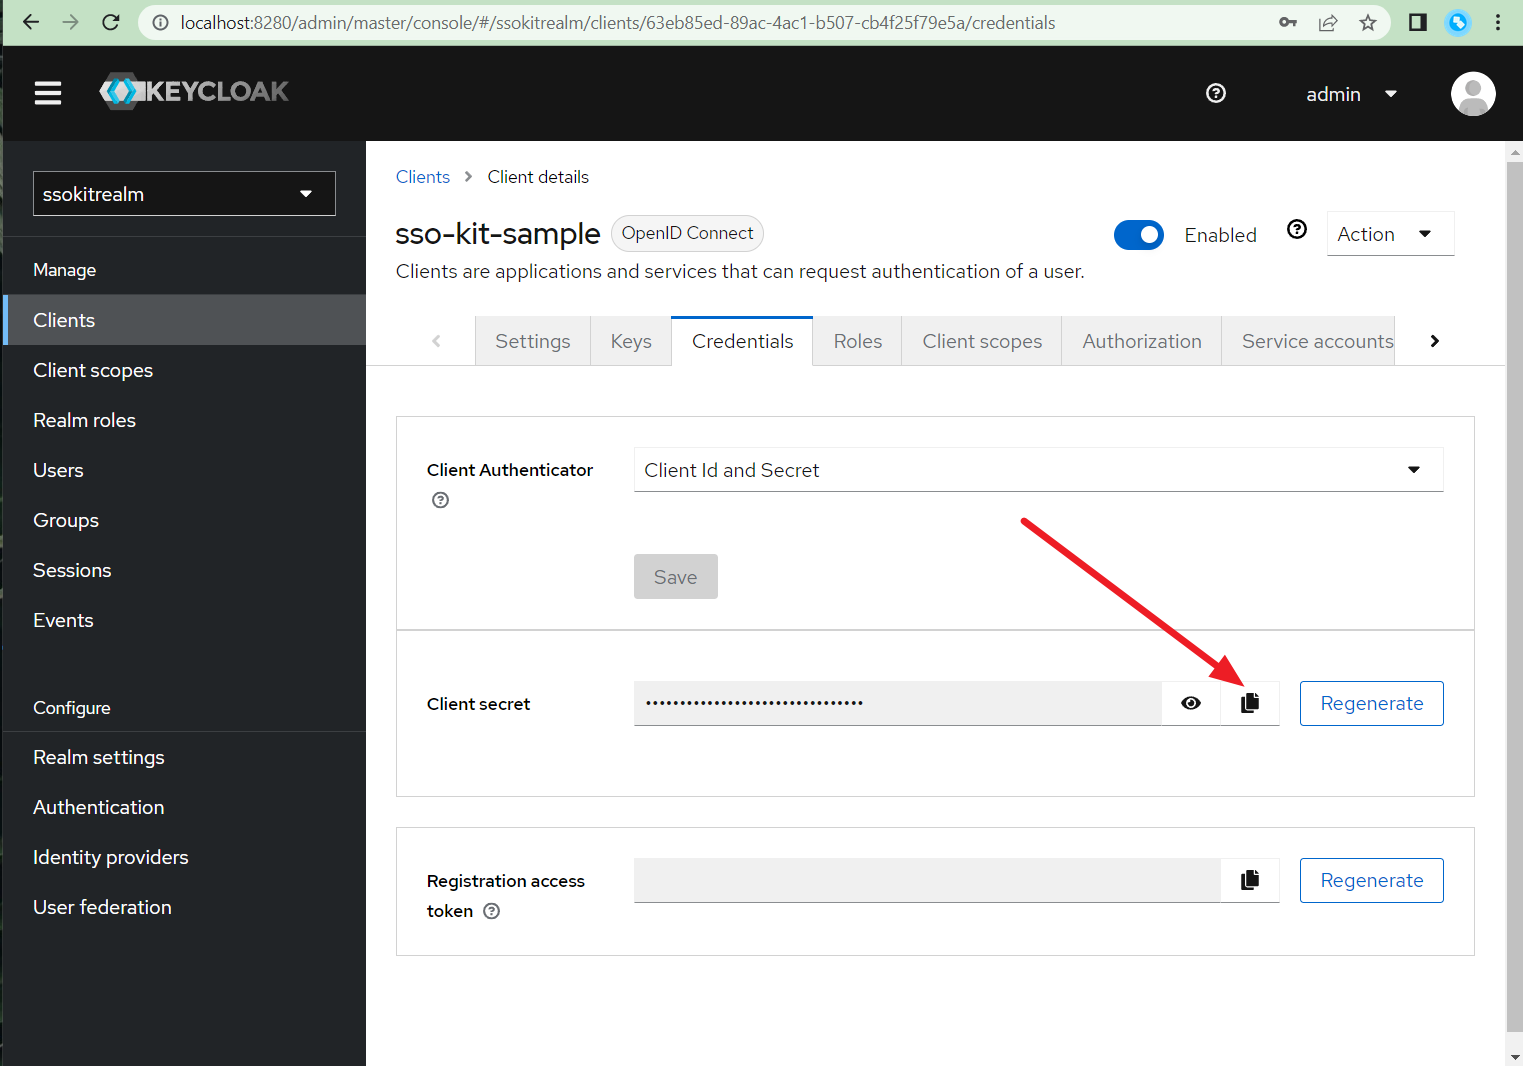 localhost:8280/admin/master/console/#/ssokitrealm/clients/63eb85ed-89ac-4ac1-b507-cb4f25f79e5a/credentials
KEYCLOAK
admin
ssokitrealm
Manage
Clients
Client scopes
Realm roles
Users
Groups
Sessions
Events
Configure
Realm settings
Authentication
Identity providers
User federation
Clients > Client details
sso-kit-sample OpenID Connect
Enabled
Action
Clients are applications and services that can request authentication of a user.
Settings Keys Credentials Roles Client scopes Authorization Service accounts
Client Authenticator
Client Id and Secret
Save
Client secret
••••••••••••••••••••••••••••••••
Regenerate
Registration access
token
Regenerate